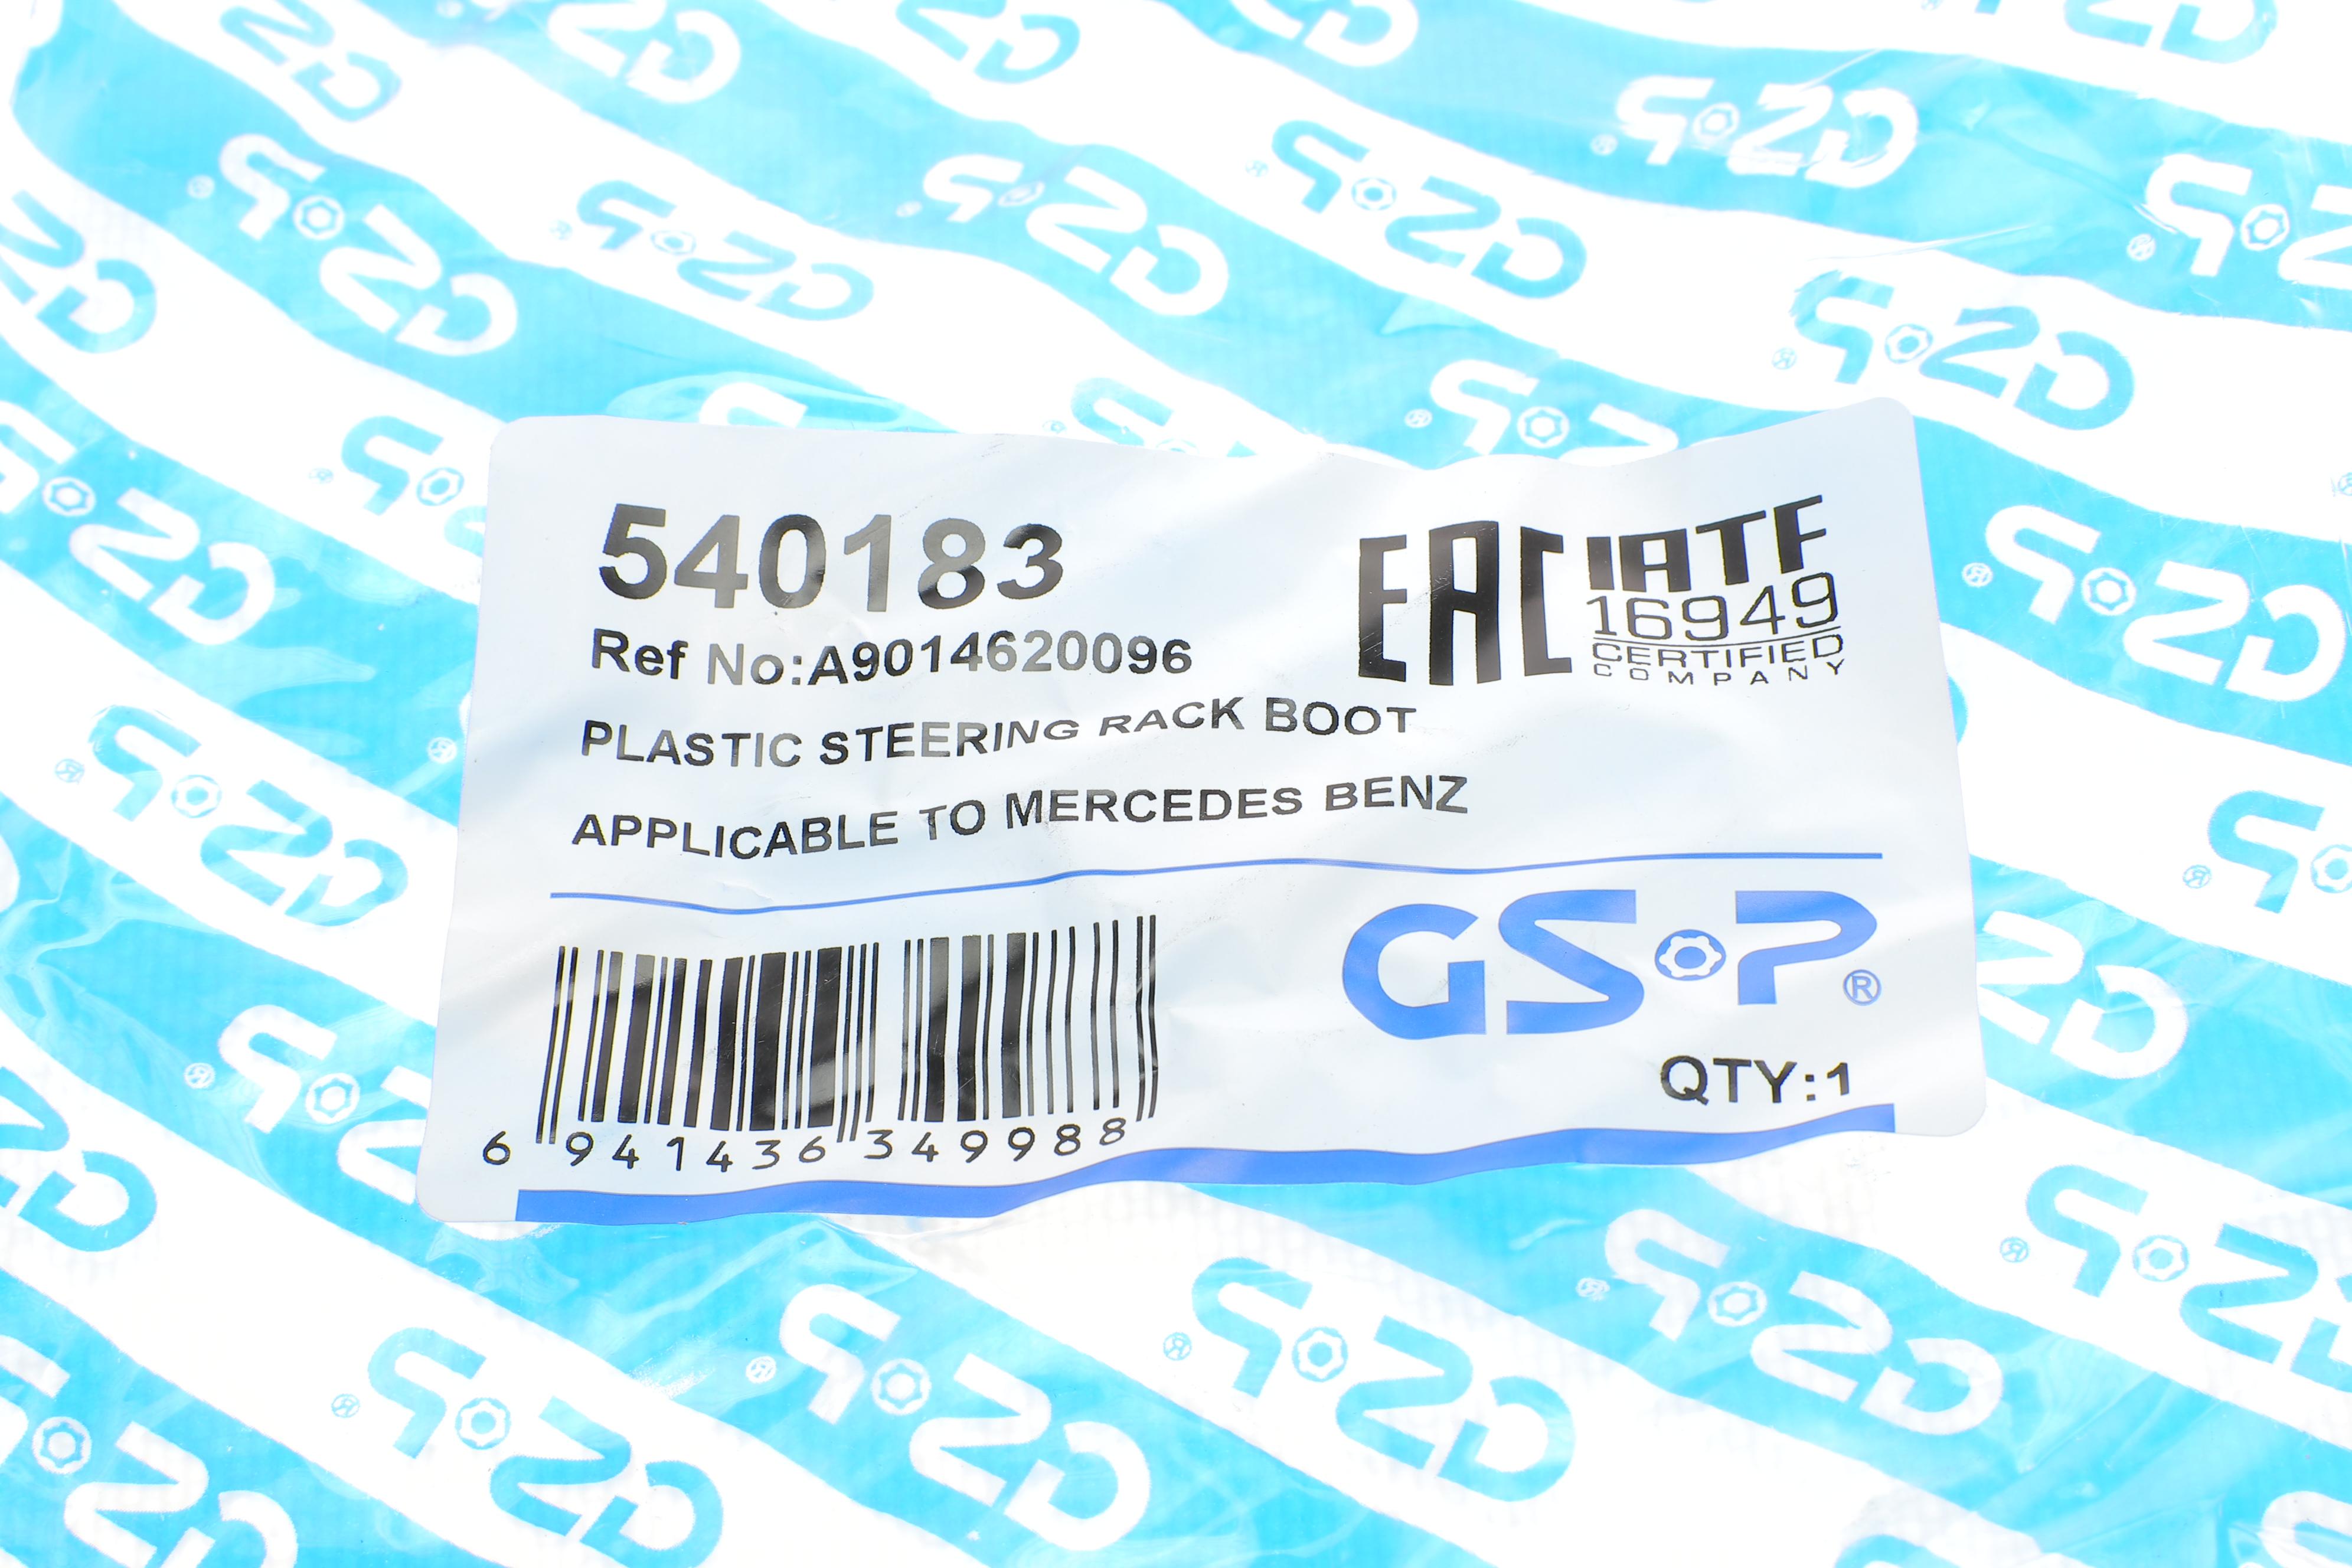 540183
Ref No:A9014620096
PLASTIC STEERING RACK BOOT
APPLICABLE TO MERCEDES BENZ
EAC
IATF
16949
CERTIFIED
COMPANY
GSP®
QTY:1
6 941436 349988